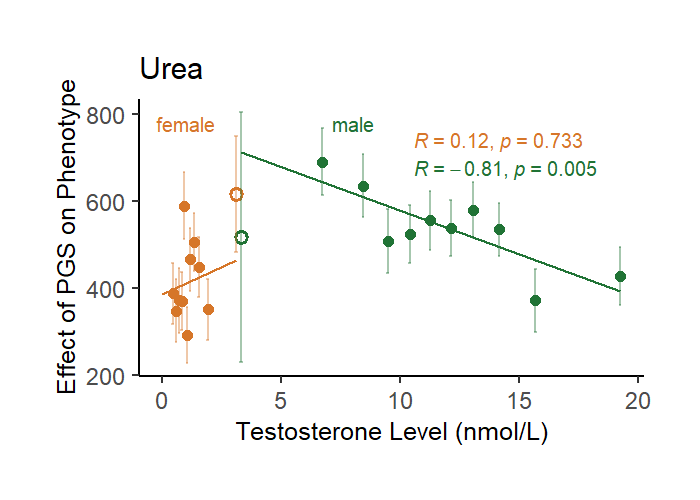 Urea
Effect of PGS on Phenotype
800
600
400
200
female
male
R = 0.12, p = 0.733
R = −0.81, p = 0.005
0
5
10
15
20
Testosterone Level (nmol/L)